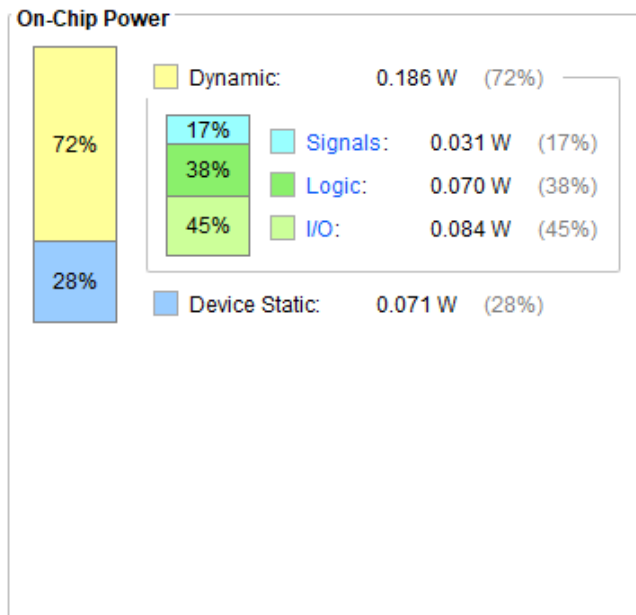 On-Chip Power
72%
28%
Dynamic: 0.186 W (72%)
17%
38%
45%
Signals: 0.031 W (17%)
Logic: 0.070 W (38%)
I/O: 0.084 W (45%)
Device Static: 0.071 W (28%)